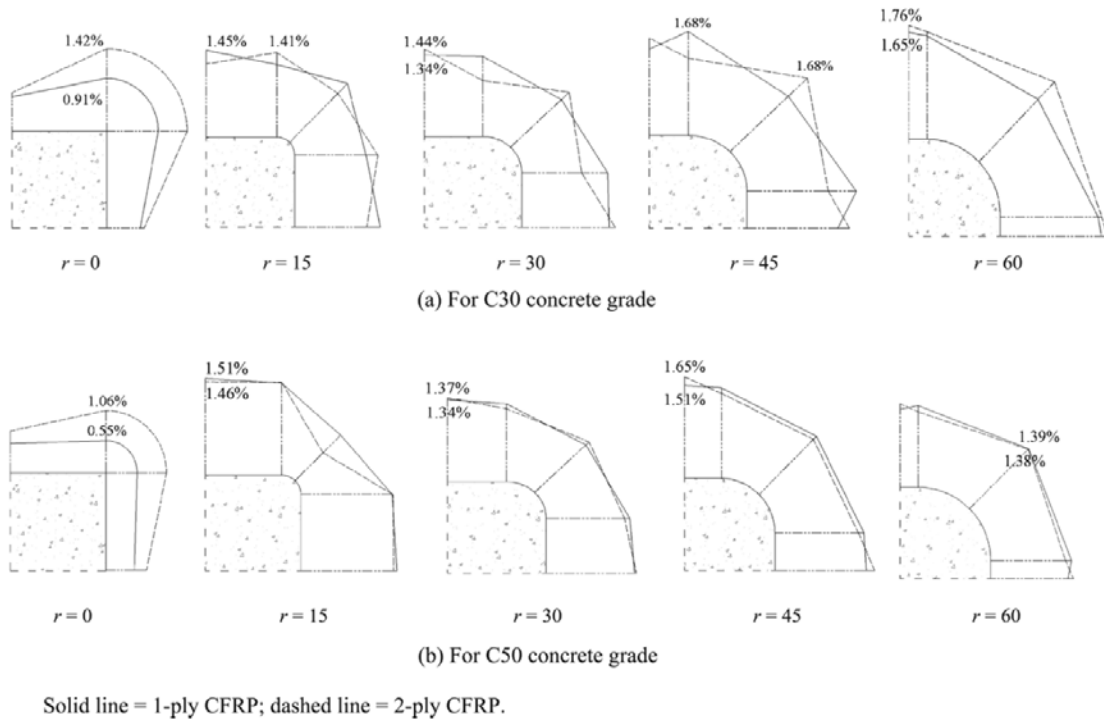 1.42%
0.91%
1.45%
1.41%
1.44%
1.34%
1.68%
1.68%
1.76%
1.65%
r = 0
r = 15
r = 30
r = 45
r = 60
(a) For C30 concrete grade
1.06%
0.55%
1.51%
1.46%
1.37%
1.34%
1.65%
1.51%
1.39%
1.38%
r = 0
r = 15
r = 30
r = 45
r = 60
(b) For C50 concrete grade
Solid line = 1-ply CFRP; dashed line = 2-ply CFRP.